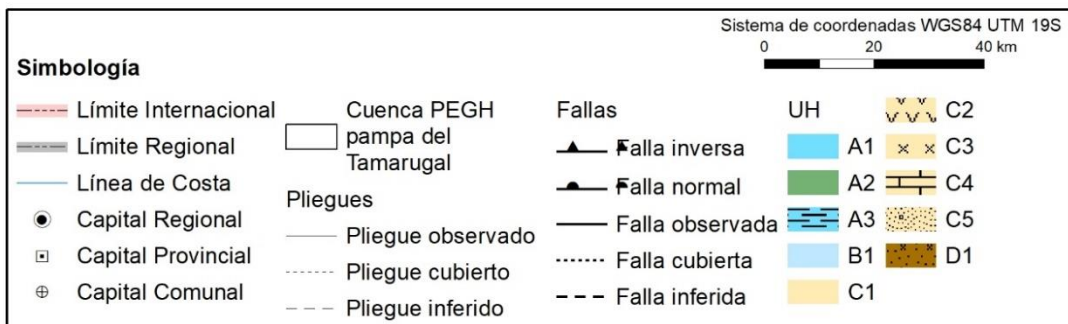 Sistema de coordenadas WGS84 UTM 19S
0 20 40 km
Simbología
Límite Internacional
Límite Regional
Línea de Costa
Capital Regional
Capital Provincial
Capital Comunal
Cuenca PEGH
pampa del
Tamarugal
Pliegues
Pliegue observado
Pliegue cubierto
Pliegue inferido
Fallas
Falla inversa
Falla normal
Falla observada
Falla cubierta
Falla inferida
UH
A1
A2
A3
B1
C1
C2
C3
C4
C5
D1